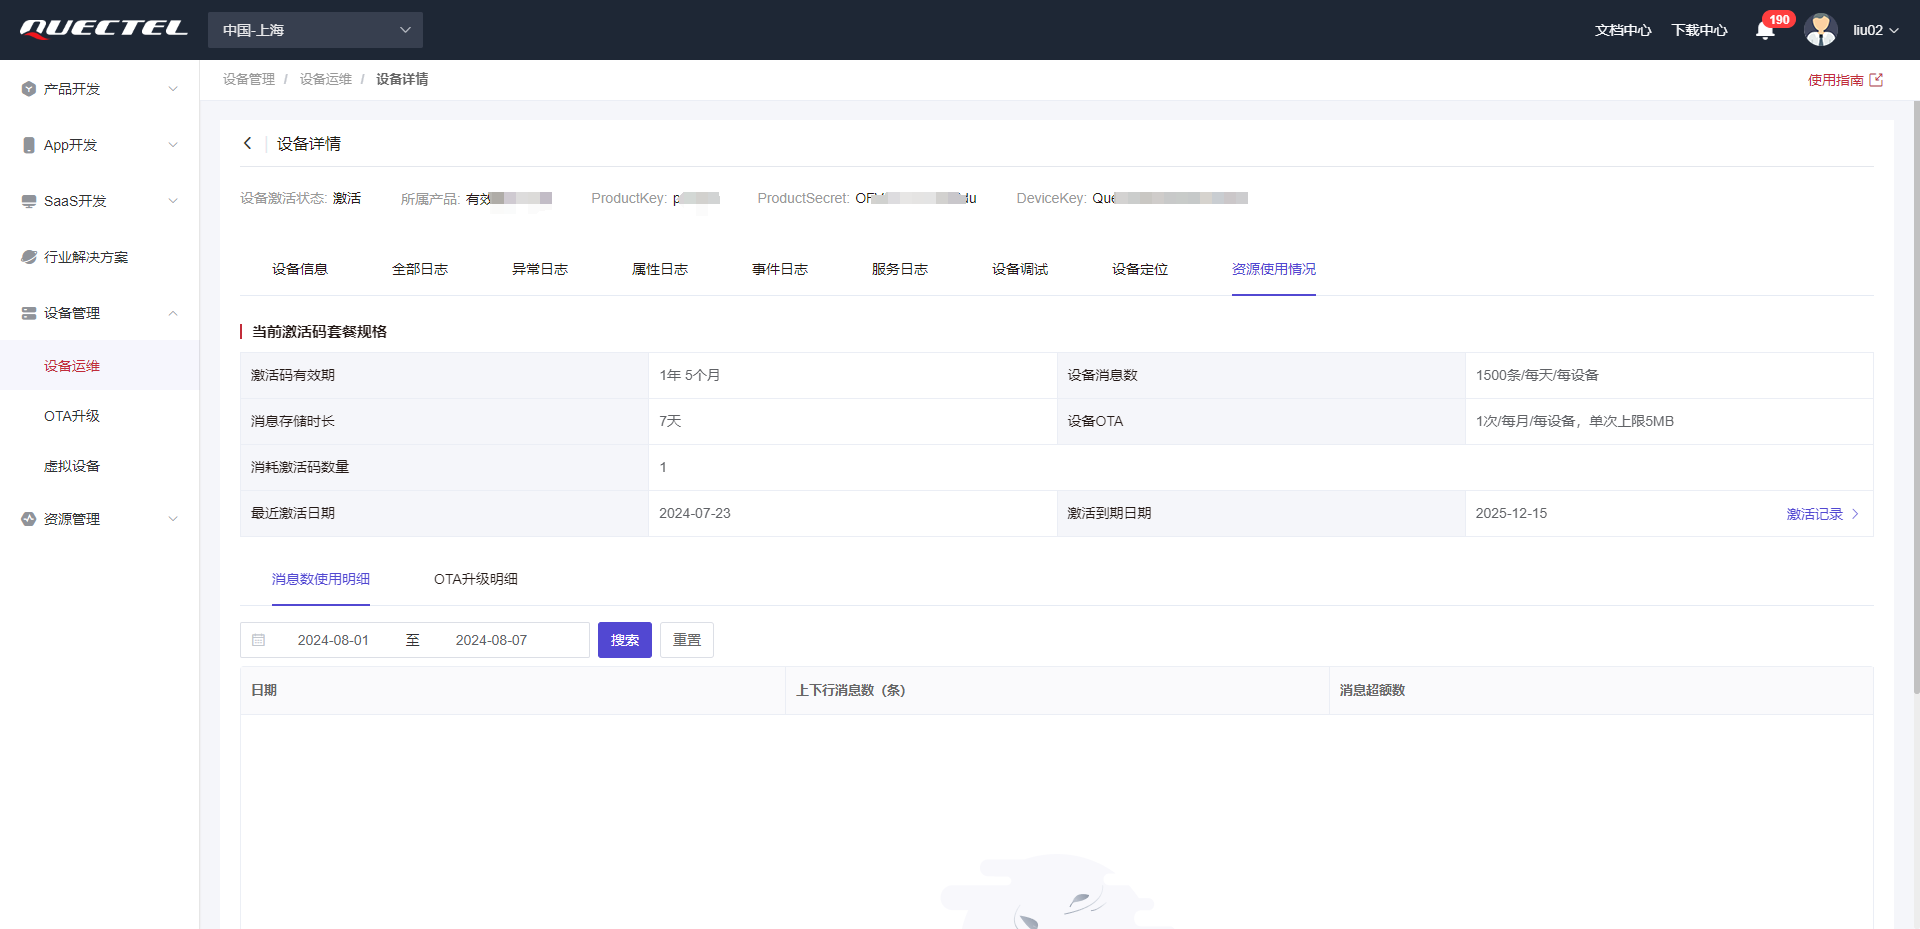 QUECTEL
中国-上海
文档中心
下载中心
190
liu02
产品开发
App开发
SaaS开发
行业解决方案
设备管理
设备运维
OTA升级
虚拟设备
资源管理
设备管理 / 设备运维 / 设备详情
使用指南
设备详情
设备激活状态: 激活
所属产品: 有效
ProductKey: p
ProductSecret: OF du
DeviceKey: Que
设备信息
全部日志
异常日志
属性日志
事件日志
服务日志
设备调试
设备定位
资源使用情况
当前激活码套餐规格
激活码有效期
1年 5个月
设备消息数
1500条/每天/每设备
消息存储时长
7天
设备OTA
1次/每月/每设备，单次上限5MB
消耗激活码数量
1
最近激活日期
2024-07-23
激活到期日期
2025-12-15
激活记录
消息数使用明细
OTA升级明细
2024-08-01 至 2024-08-07
搜索
重置
日期
上下行消息数（条）
消息超额数